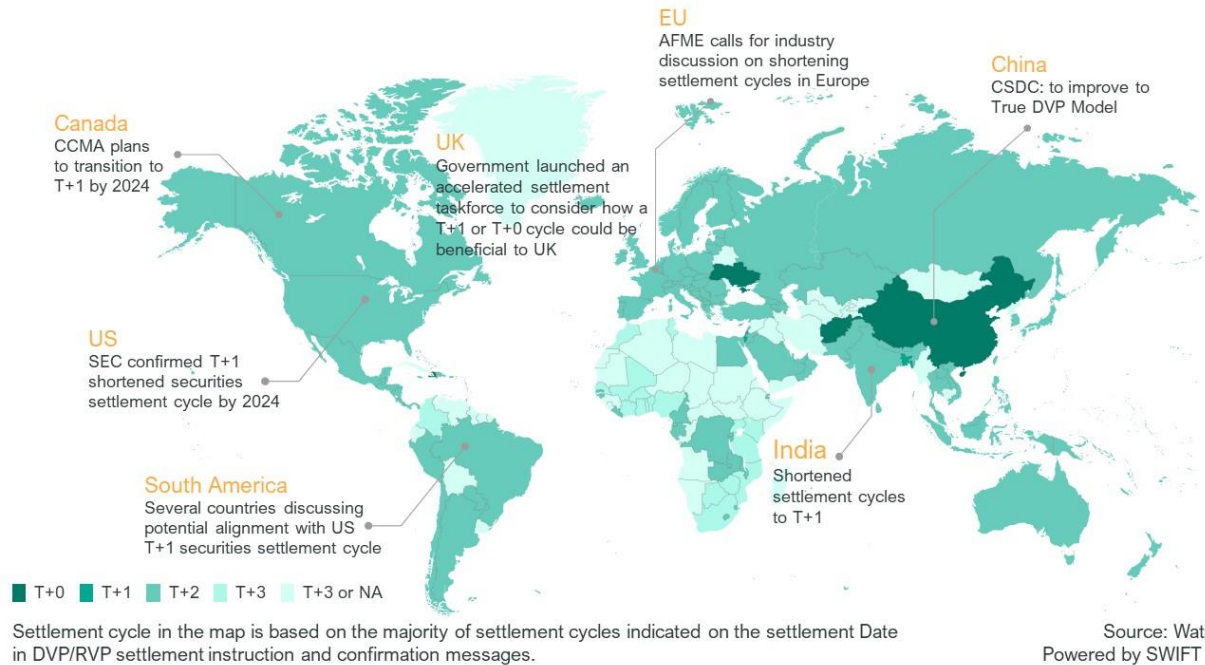 EU
AFME calls for industry
discussion on shortening
settlement cycles in Europe
China
CSDC: to improve to
True DVP Model
Canada
CCMA plans
to transition to
T+1 by 2024
UK
Government launched an
accelerated settlement
taskforce to consider how a
T+1 or T+0 cycle could be
beneficial to UK
US
SEC confirmed T+1
shortened securities
settlement cycle by 2024
India
Shortened
settlement cycles
to T+1
South America
Several countries discussing
potential alignment with US
T+1 securities settlement cycle
T+0 T+1 T+2 T+3 T+3 or NA
Settlement cycle in the map is based on the majority of settlement cycles indicated on the settlement Date
in DVP/RVP settlement instruction and confirmation messages.
Source: Wat
Powered by SWIFT